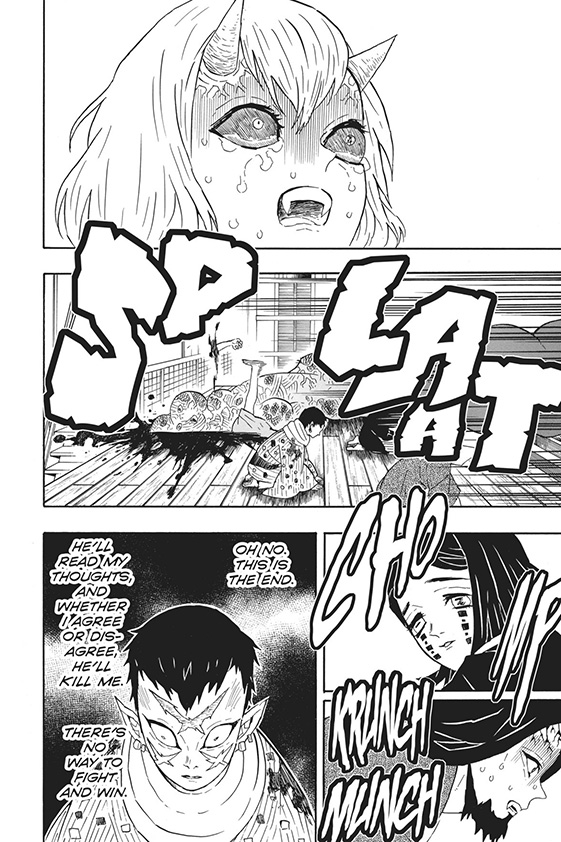 SPLAAT
CHOMP
KRUNCH
MUNCH
OH NO.
THIS IS
THE END.
HE'LL
READ MY
THOUGHTS,
AND
WHETHER
I AGREE
OR DIS-
AGREE,
HE'LL
KILL ME.
THERE'S
NO
WAY TO
FIGHT
AND WIN.